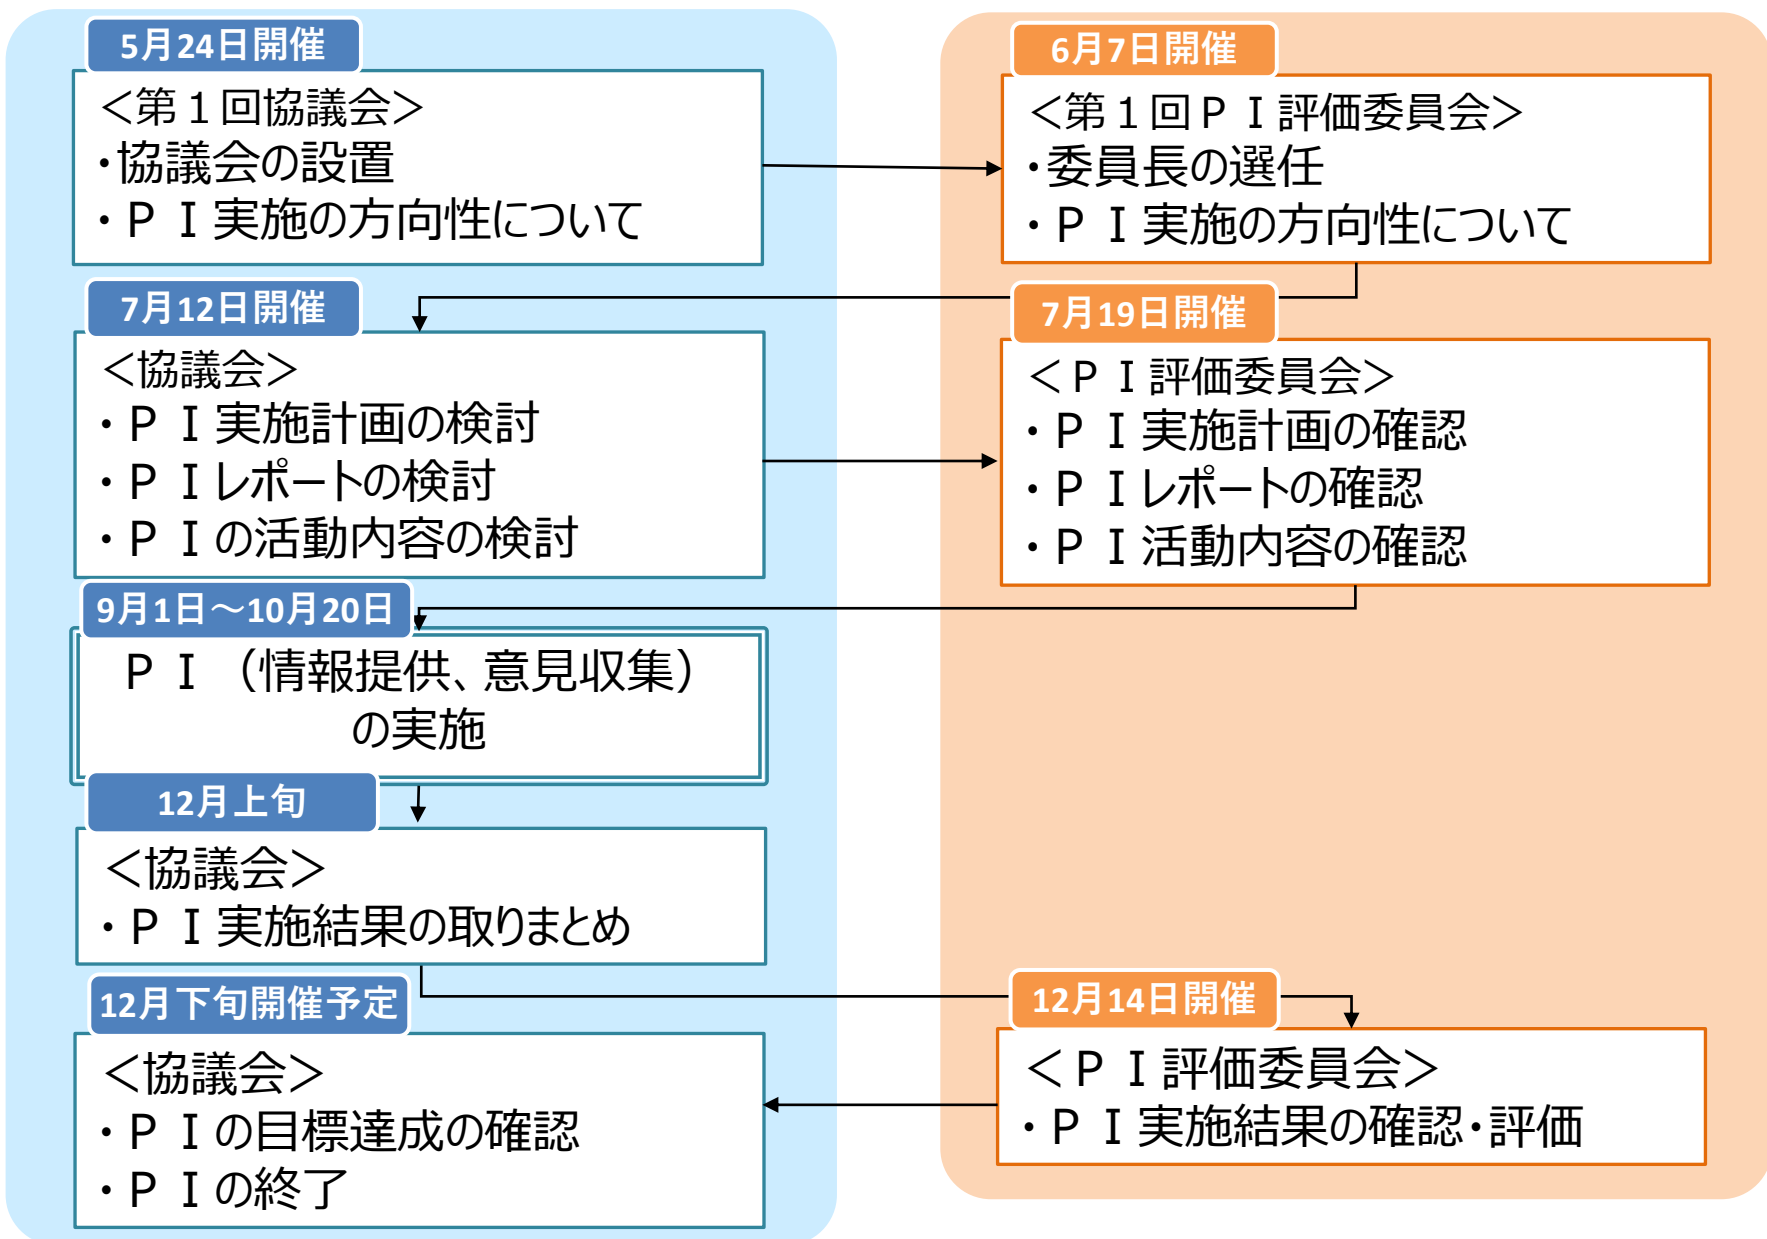 5月24日開催
<第１回協議会>
・協議会の設置
・ＰＩ実施の方向性について
6月7日開催
<第１回ＰＩ評価委員会>
・委員長の選任
・ＰＩ実施の方向性について
7月12日開催
<協議会>
・ＰＩ実施計画の検討
・ＰＩレポートの検討
・ＰＩの活動内容の検討
7月19日開催
<ＰＩ評価委員会>
・ＰＩ実施計画の確認
・ＰＩレポートの確認
・ＰＩ活動内容の確認
9月1日～10月20日
ＰＩ（情報提供、意見収集）
の実施
12月上旬
<協議会>
・ＰＩ実施結果の取りまとめ
12月14日開催
<ＰＩ評価委員会>
・ＰＩ実施結果の確認・評価
12月下旬開催予定
<協議会>
・ＰＩの目標達成の確認
・ＰＩの終了